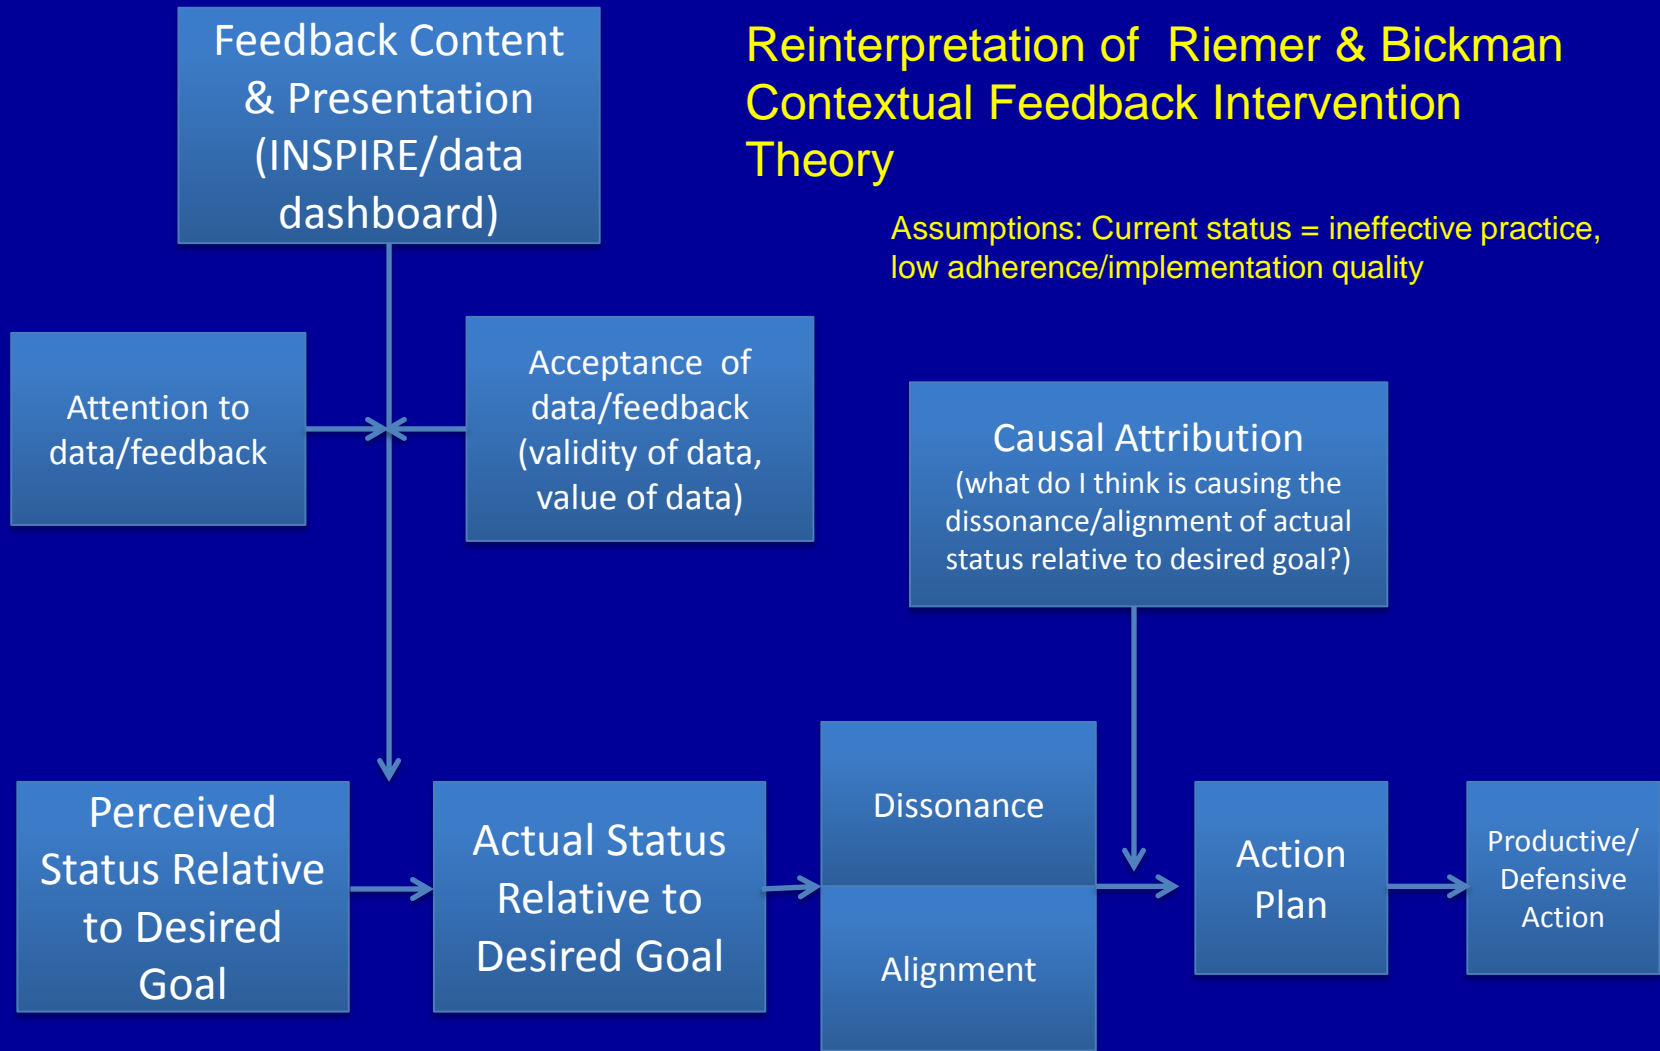 Feedback Content
& Presentation
(INSPIRE/data
dashboard)
Reinterpretation of Riemer & Bickman
Contextual Feedback Intervention
Theory
Assumptions: Current status = ineffective practice,
low adherence/implementation quality
Attention to
data/feedback
Acceptance of
data/feedback
(validity of data,
value of data)
Causal Attribution
(what do I think is causing the
dissonance/alignment of actual
status relative to desired goal?)
Perceived
Status Relative
to Desired
Goal
Actual Status
Relative to
Desired Goal
Dissonance
Alignment
Action
Plan
Productive/
Defensive
Action